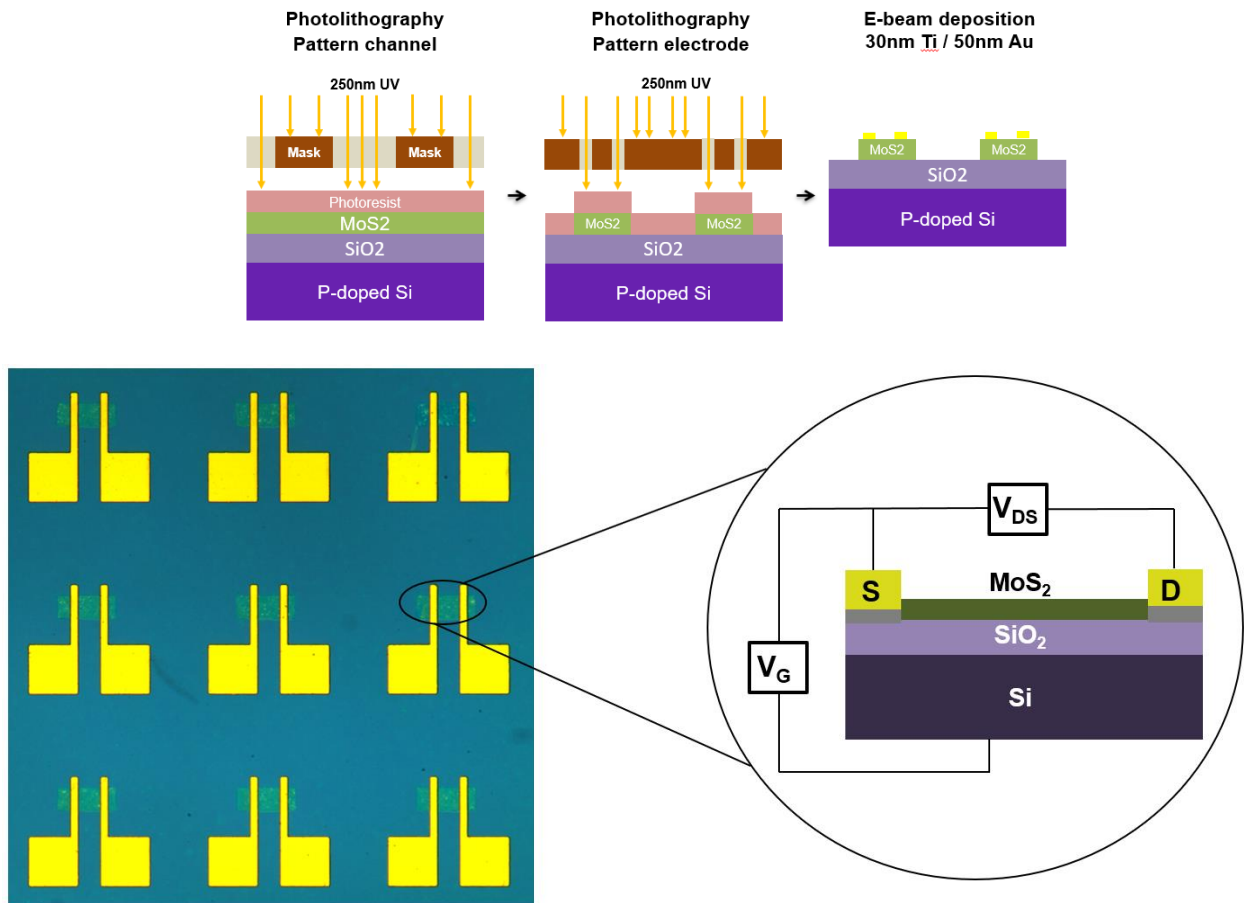 Photolithography
Pattern channel
Photolithography
Pattern electrode
E-beam deposition
30nm Ti / 50nm Au
250nm UV
250nm UV
Mask
Mask
Photoresist
MoS2
SiO2
P-doped Si
MoS2
MoS2
SiO2
P-doped Si
MoS2
MoS2
SiO2
P-doped Si
VDS
S
MoS2
D
SiO2
VG
Si